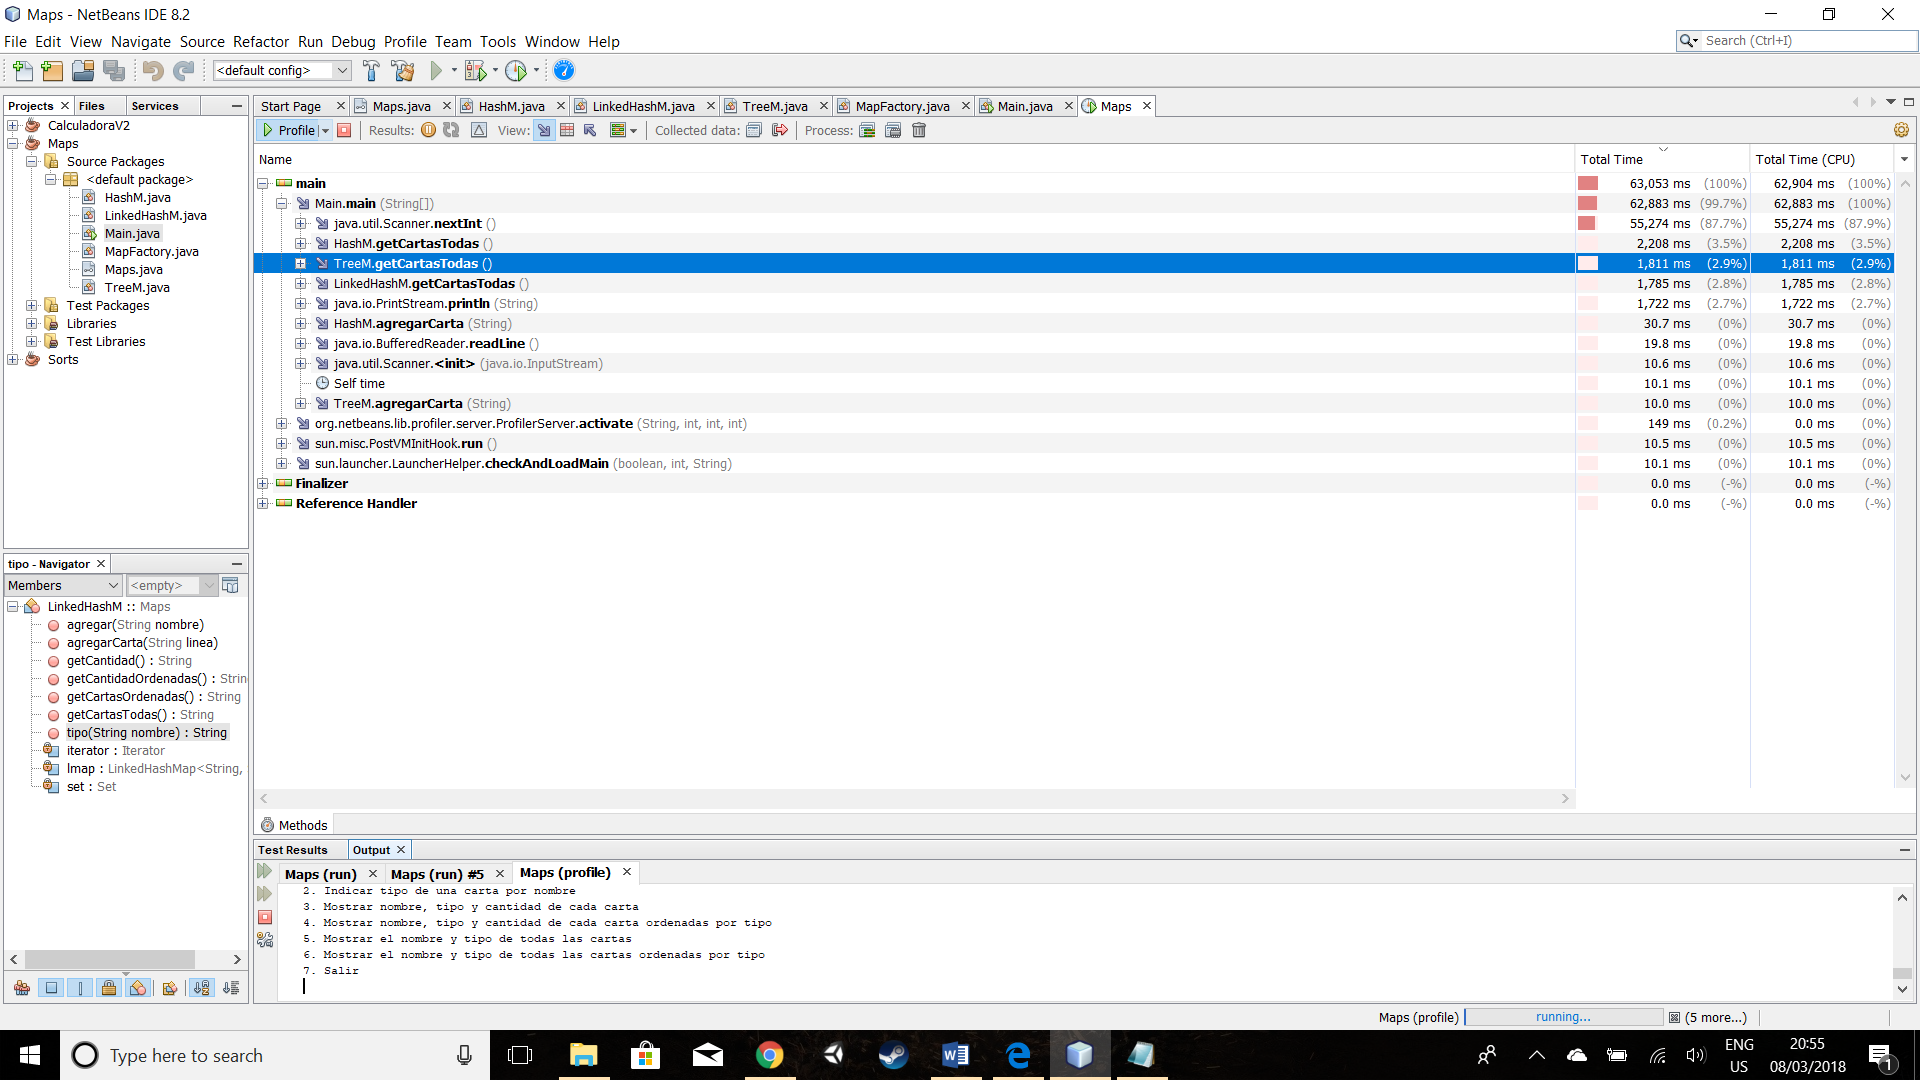 Maps - NetBeans IDE 8.2
File Edit View Navigate Source Refactor Run Debug Profile Team Tools Window Help
Search (Ctrl+I)
<default config>
Projects Files Services
CalculadoraV2
Maps
Source Packages
<default package>
HashM.java
LinkedHashM.java
Main.java
MapFactory.java
Maps.java
TreeM.java
Test Packages
Libraries
Test Libraries
Sorts
Start Page Maps.java HashM.java LinkedHashM.java TreeM.java MapFactory.java Main.java Maps
Profile Results: View: Collected data: Process:
Name Total Time Total Time (CPU)
main 63,053 ms (100%) 62,904 ms (100%)
Main.main (String[]) 62,883 ms (99.7%) 62,883 ms (100%)
java.util.Scanner.nextInt () 55,274 ms (87.7%) 55,274 ms (87.9%)
HashM.getCartasTodas () 2,208 ms (3.5%) 2,208 ms (3.5%)
TreeM.getCartasTodas () 1,811 ms (2.9%) 1,811 ms (2.9%)
LinkedHashM.getCartasTodas () 1,785 ms (2.8%) 1,785 ms (2.8%)
java.io.PrintStream.println (String) 1,722 ms (2.7%) 1,722 ms (2.7%)
HashM.agregarCarta (String) 30.7 ms (0%) 30.7 ms (0%)
java.io.BufferedReader.readLine () 19.8 ms (0%) 19.8 ms (0%)
java.util.Scanner.<init> (java.io.InputStream) 10.6 ms (0%) 10.6 ms (0%)
Self time 10.1 ms (0%) 10.1 ms (0%)
TreeM.agregarCarta (String) 10.0 ms (0%) 10.0 ms (0%)
org.netbeans.lib.profiler.server.ProfilerServer.activate (String, int, int, int) 149 ms (0.2%) 0.0 ms (0%)
sun.misc.PostVMInitHook.run () 10.5 ms (0%) 10.5 ms (0%)
sun.launcher.LauncherHelper.checkAndLoadMain (boolean, int, String) 10.1 ms (0%) 10.1 ms (0%)
Finalizer 0.0 ms (-%) 0.0 ms (-%)
Reference Handler 0.0 ms (-%) 0.0 ms (-%)
Methods
tipo - Navigator
Members <empty>
LinkedHashM :: Maps
agregar(String nombre)
agregarCarta(String linea)
getCantidad() : String
getCantidadOrdenadas() : Strin
getCartasOrdenadas() : String
getCartasTodas() : String
tipo(String nombre) : String
iterator : Iterator
lmap : LinkedHashMap<String,
set : Set
Test Results Output
Maps (run) Maps (run) #5 Maps (profile)
2. Indicar tipo de una carta por nombre
3. Mostrar nombre, tipo y cantidad de cada carta
4. Mostrar nombre, tipo y cantidad de cada carta ordenadas por tipo
5. Mostrar el nombre y tipo de todas las cartas
6. Mostrar el nombre y tipo de todas las cartas ordenadas por tipo
7. Salir
Maps (profile) running... (5 more...)
Type here to search
ENG
US
20:55
08/03/2018
1